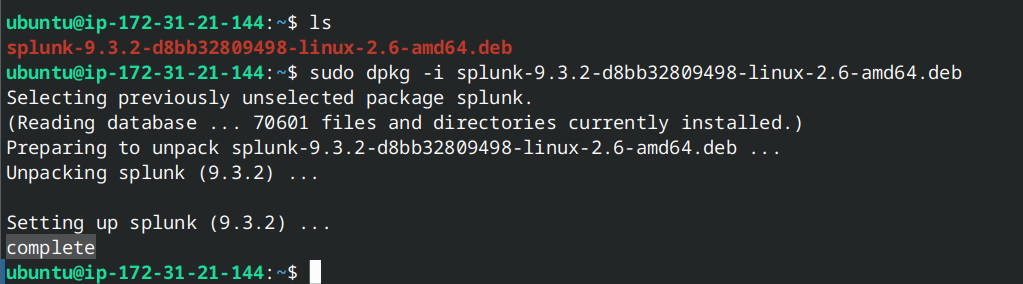 ubuntu@ip-172-31-21-144:~$ ls
splunk-9.3.2-d8bb32809498-linux-2.6-amd64.deb
ubuntu@ip-172-31-21-144:~$ sudo dpkg -i splunk-9.3.2-d8bb32809498-linux-2.6-amd64.deb
Selecting previously unselected package splunk.
(Reading database ... 70601 files and directories currently installed.)
Preparing to unpack splunk-9.3.2-d8bb32809498-linux-2.6-amd64.deb ...
Unpacking splunk (9.3.2) ...
Setting up splunk (9.3.2) ...
complete
ubuntu@ip-172-31-21-144:~$